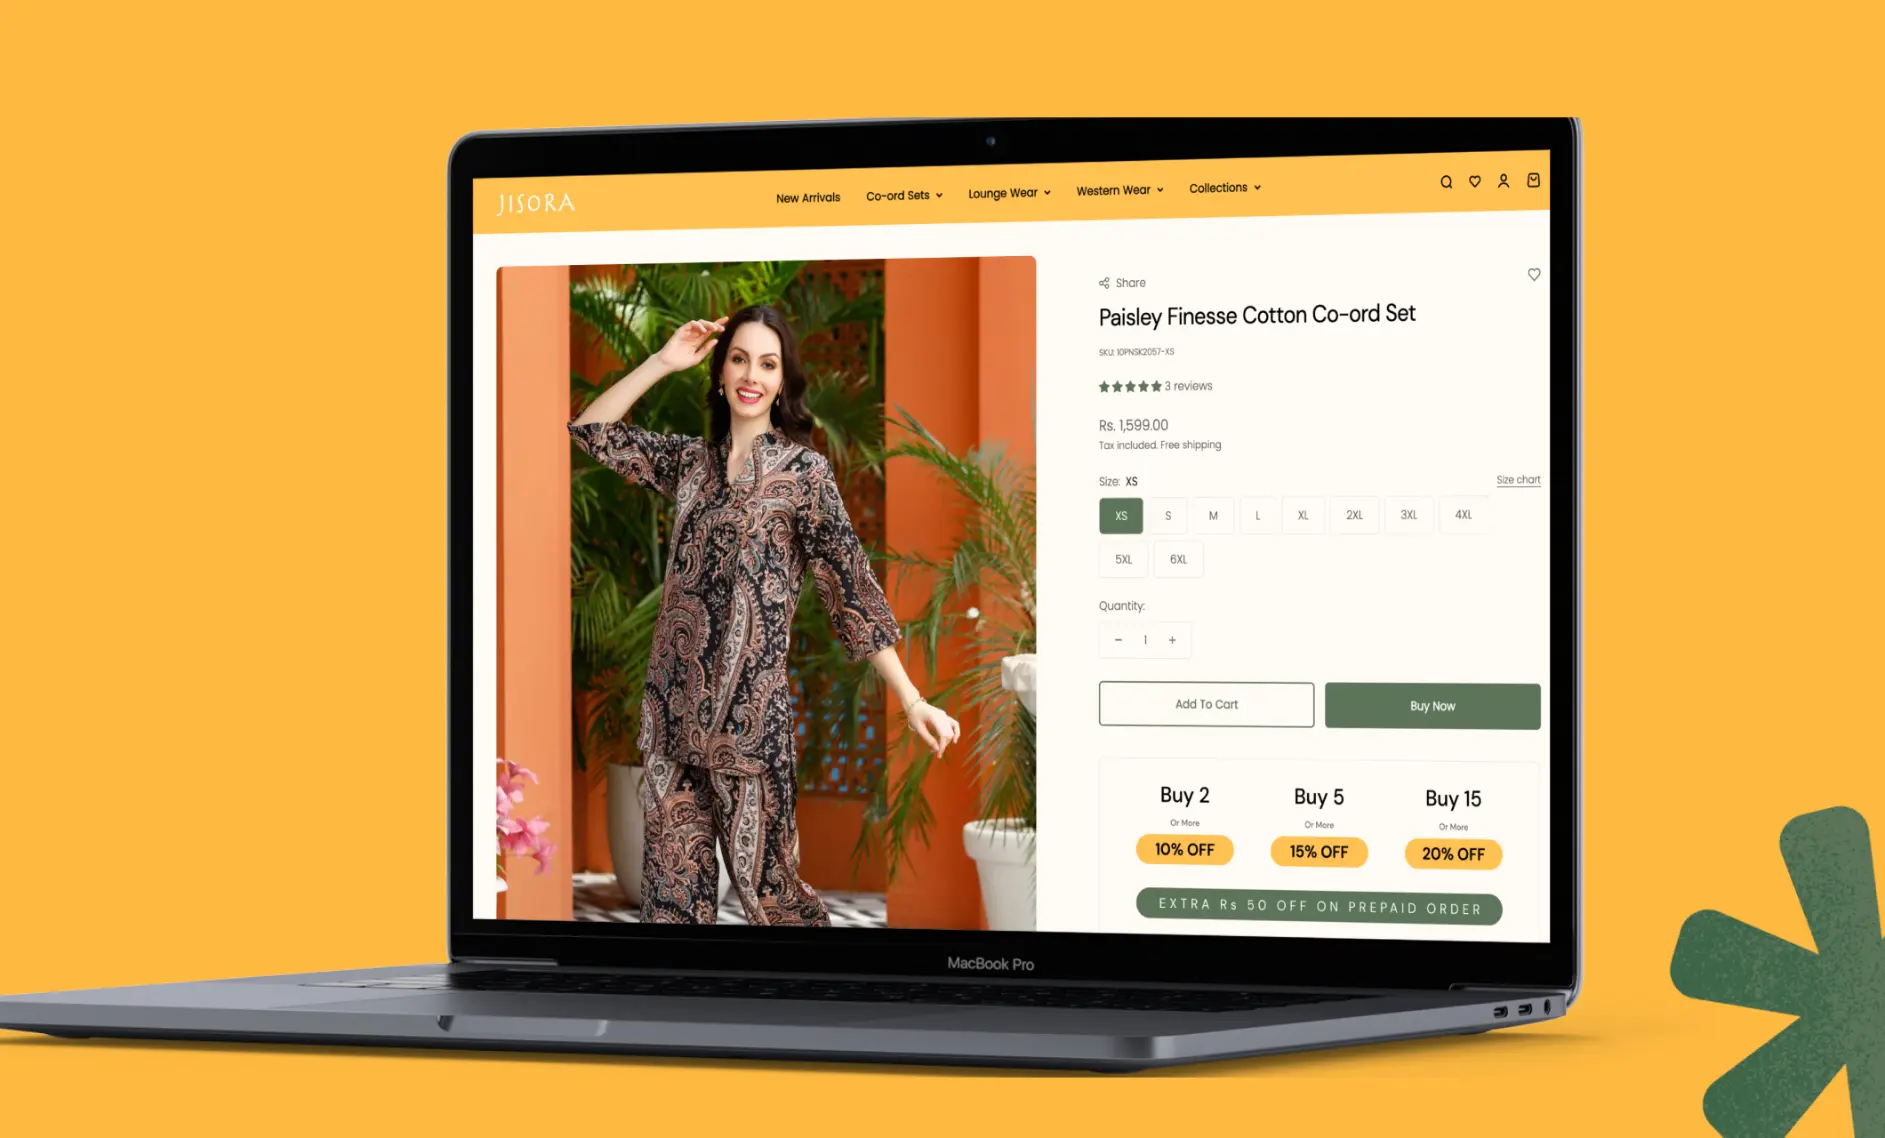 JISORA
New Arrivals
Co-ord Sets
Lounge Wear
Western Wear
Collections
Share
Paisley Finesse Cotton Co-ord Set
SKU: 10PNSK2057-XS
3 reviews
Rs. 1,599.00
Tax included. Free shipping
Size: XS
Size chart
XS S M L XL 2XL 3XL 4XL
5XL 6XL
Quantity:
− 1 +
Add To Cart
Buy Now
Buy 2
Or More
10% OFF
Buy 5
Or More
15% OFF
Buy 15
Or More
20% OFF
EXTRA Rs 50 OFF ON PREPAID ORDER
MacBook Pro